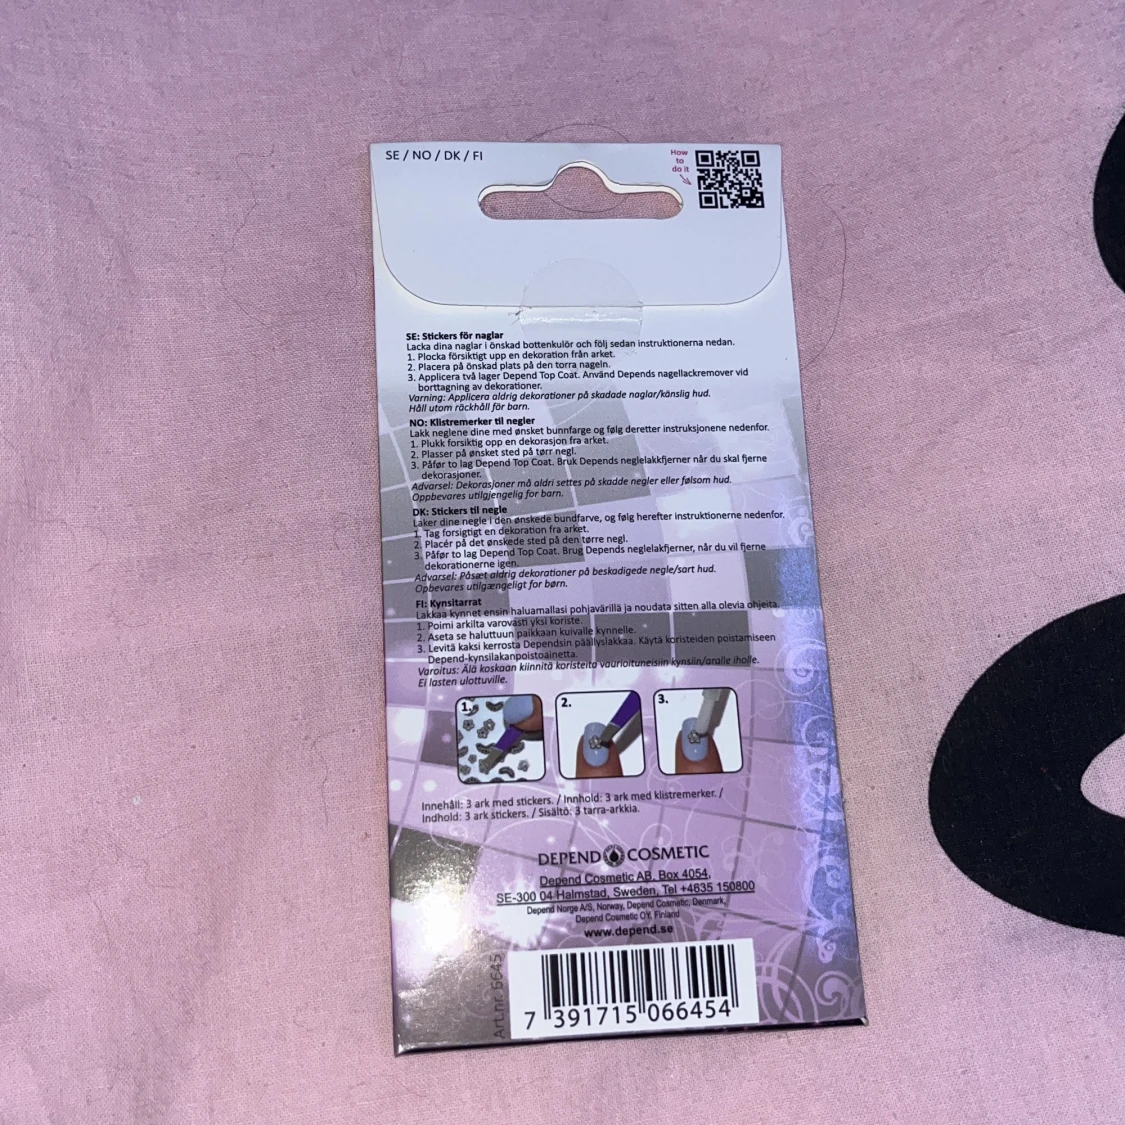 SE / NO / DK / FI
How
to
do it
SE: Stickers för naglar
Lacka dina naglar i önskad bottenkulör och följ sedan instruktionerna nedan.
1. Plocka försiktigt upp en dekoration från arket.
2. Placera på önskad plats på den torra nageln.
3. Applicera två lager Depend Top Coat. Använd Depends nagellackremover vid
borttagning av dekorationer.
Varning: Applicera aldrig dekorationer på skadade naglar/känslig hud.
Håll utom räckhåll för barn.
NO: Klistremerker til negler
Lakk neglene dine med ønsket bunnfarge og følg deretter instruksjonene nedenfor.
1. Plukk forsiktig opp en dekorasjon fra arket.
2. Plasser på ønsket sted på tørr negl.
3. Påfør to lag Depend Top Coat. Bruk Depends neglelakkfjerner når du skal fjerne
dekorasjoner.
Advarsel: Dekorasjoner må aldri settes på skadde negler eller følsom hud.
Oppbevares utilgjengelig for barn.
DK: Stickers til negle
Laker dine negle i den ønskede bundfarve, og følg herefter instruktionerne nedenfor.
1. Tag forsigtigt en dekoration fra arket.
2. Placér på det ønskede sted på den tørre negl.
3. Påfør to lag Depend Top Coat. Brug Depends neglelakfjerner, når du vil fjerne
dekorationerne igen.
Advarsel: Påsæt aldrig dekorationer på beskadigede negle/sart hud.
Opbevares utilgængeligt for børn.
FI: Kynsitarrat
Lakkaa kynnet ensin haluamallasi pohjavärillä ja noudata sitten alla olevia ohjeita.
1. Poimi arkilta varovasti yksi koriste.
2. Aseta se haluttuun paikkaan kuivalle kynnelle.
3. Levitä kaksi kerrosta Dependsin päällyslakkaa. Käytä koristeiden poistamiseen
Depend-kynsilakanpoistoainetta.
Varoitus: Älä koskaan kiinnitä koristeita vaurioituneisiin kynsiin/aralle iholle.
Ei lasten ulottuville.
1. 2. 3.
Innehåll: 3 ark med stickers. / Innhold: 3 ark med klistremerker. /
Indhold: 3 ark stickers. / Sisältö: 3 tarra-arkkia.
DEPEND COSMETIC
Depend Cosmetic AB, Box 4054,
SE-300 04 Halmstad, Sweden, Tel +4635 150800
Depend Norge A/S, Norway, Depend Cosmetic, Denmark,
Depend Cosmetic OY, Finland
www.depend.se
Art.nr. 6645
7 391715 066454